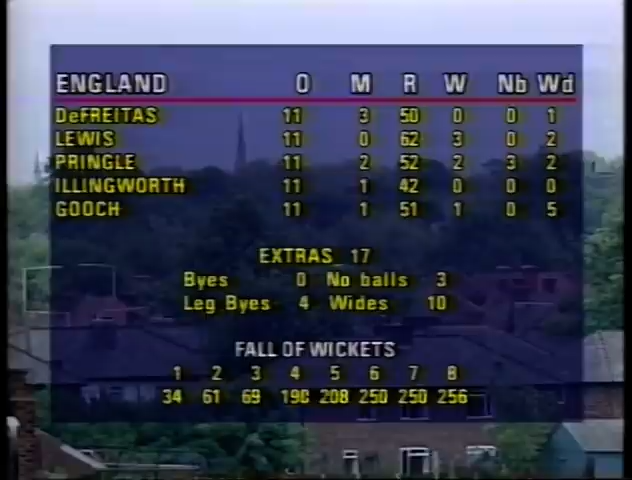 ENGLAND O M R W Nb Wd
DeFREITAS 11 3 50 0 0 1
LEWIS 11 0 62 3 0 2
PRINGLE 11 2 52 2 3 2
ILLINGWORTH 11 1 42 0 0 0
GOOCH 11 1 51 1 0 5
EXTRAS 17
Byes 0 No balls 3
Leg Byes 4 Wides 10
FALL OF WICKETS
1 2 3 4 5 6 7 8
34 61 69 208 250 250 256